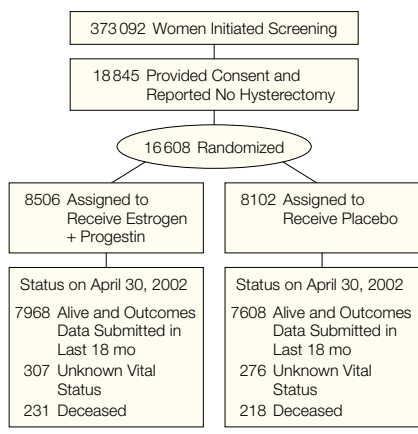 373 092 Women Initiated Screening
18 845 Provided Consent and
Reported No Hysterectomy
16 608 Randomized
8506 Assigned to
Receive Estrogen
+ Progestin
8102 Assigned to
Receive Placebo
Status on April 30, 2002
7968 Alive and Outcomes
Data Submitted in
Last 18 mo
307 Unknown Vital
Status
231 Deceased
Status on April 30, 2002
7608 Alive and Outcomes
Data Submitted in
Last 18 mo
276 Unknown Vital
Status
218 Deceased